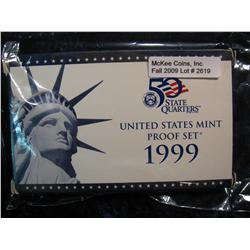 McKee Coins, Inc.
Fall 2009 Lot # 2619
50
STATE
QUARTERS®
UNITED STATES MINT
PROOF SET®
1999